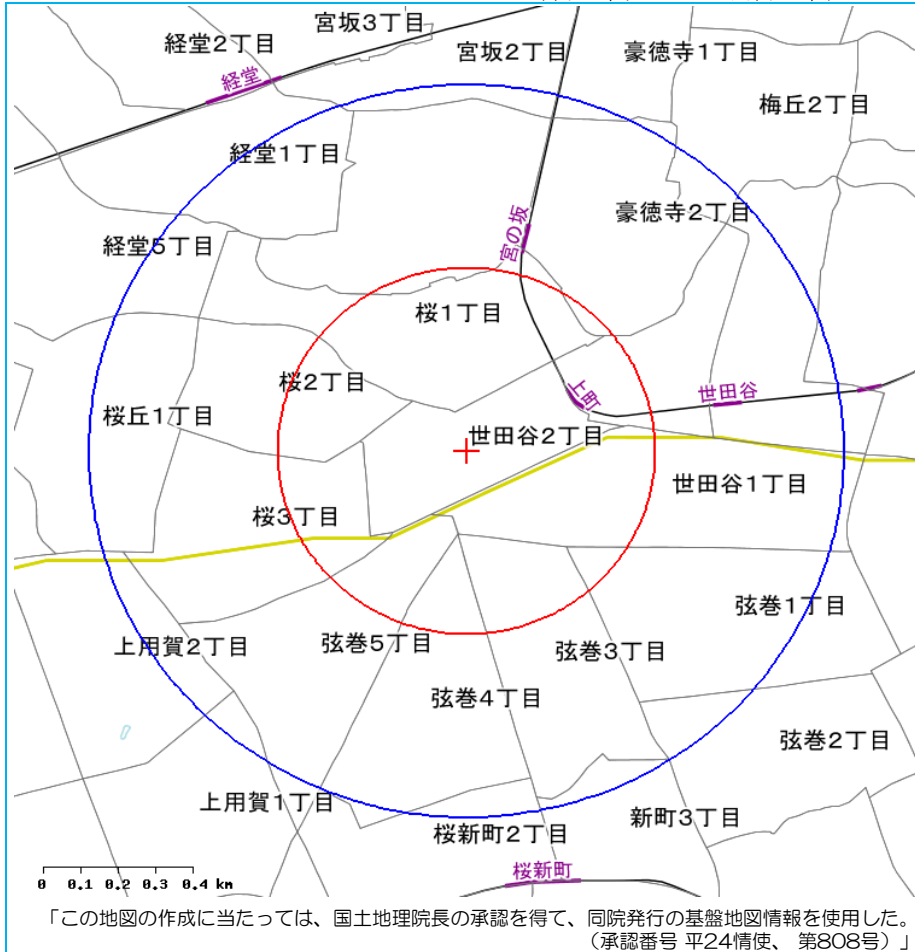 宮坂3丁目
経堂2丁目
宮坂2丁目
豪徳寺1丁目
経堂
梅丘2丁目
経堂1丁目
豪徳寺2丁目
宮の坂
経堂5丁目
桜1丁目
桜2丁目
上町
世田谷
桜丘1丁目
世田谷2丁目
世田谷1丁目
桜3丁目
弦巻1丁目
上用賀2丁目
弦巻5丁目
弦巻3丁目
弦巻4丁目
弦巻2丁目
上用賀1丁目
桜新町2丁目
新町3丁目
桜新町
0 0.1 0.2 0.3 0.4 km
「この地図の作成に当たっては、国土地理院長の承認を得て、同院発行の基盤地図情報を使用した。
(承認番号 平24情使、 第808号)」